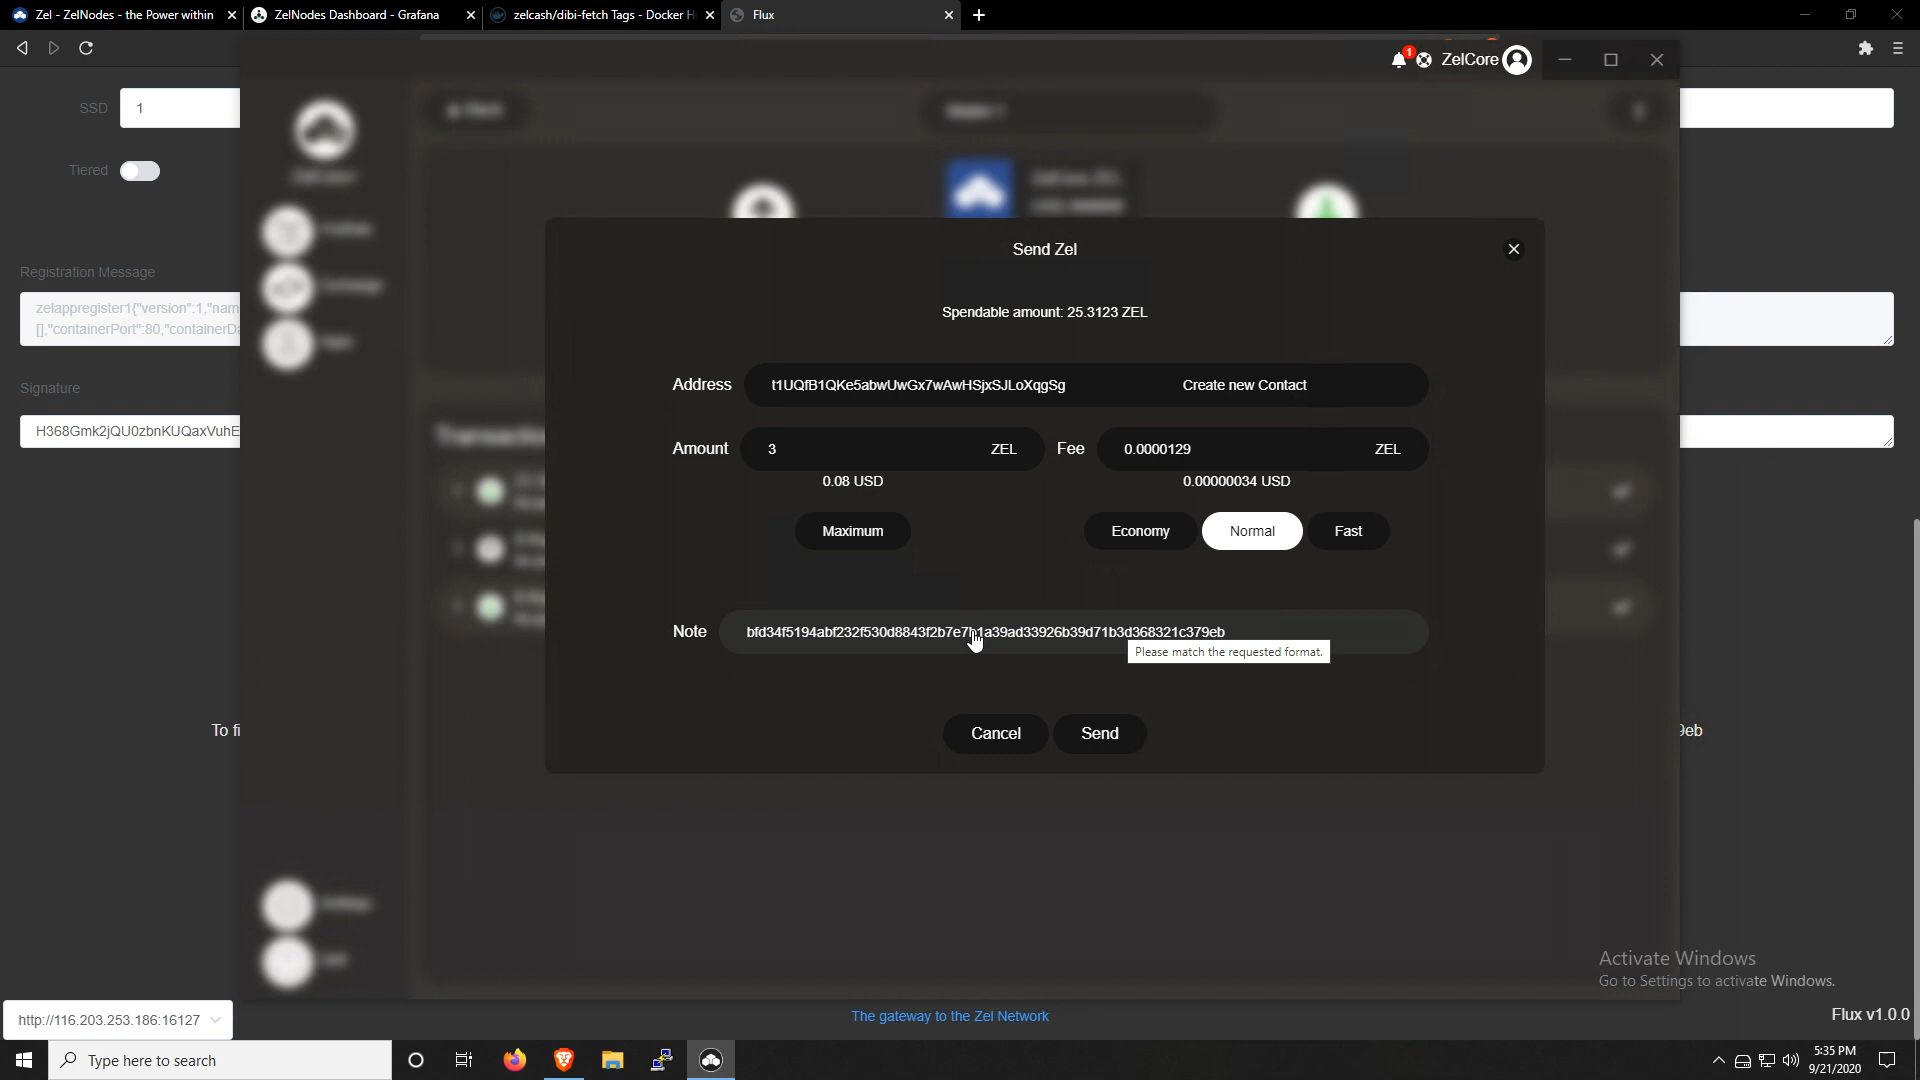 Zel - ZelNodes - the Power within
ZelNodes Dashboard - Grafana
zelcash/dibi-fetch Tags - Docker H
Flux
1
ZelCore
SSD
1
Tiered
Registration Message
zelappregister1{"version":1,"nam
[],"containerPort":80,"containerDa
Signature
H368Gmk2jQU0zbnKUQaxVuhE
Send Zel
Spendable amount: 25.3123 ZEL
Address
t1UQfB1QKe5abwUwGx7wAwHSjxSJLoXqgSg
Create new Contact
Amount
3
ZEL
Fee
0.0000129
ZEL
0.08 USD
0.00000034 USD
Maximum
Economy
Normal
Fast
Note
bfd34f5194abf232f530d8843f2b7e7b1a39ad33926b39d71b3d368321c379eb
Please match the requested format.
Cancel
Send
To fi
9eb
Activate Windows
Go to Settings to activate Windows.
http://116.203.253.186:16127
The gateway to the Zel Network
Flux v1.0.0
Type here to search
5:35 PM
9/21/2020